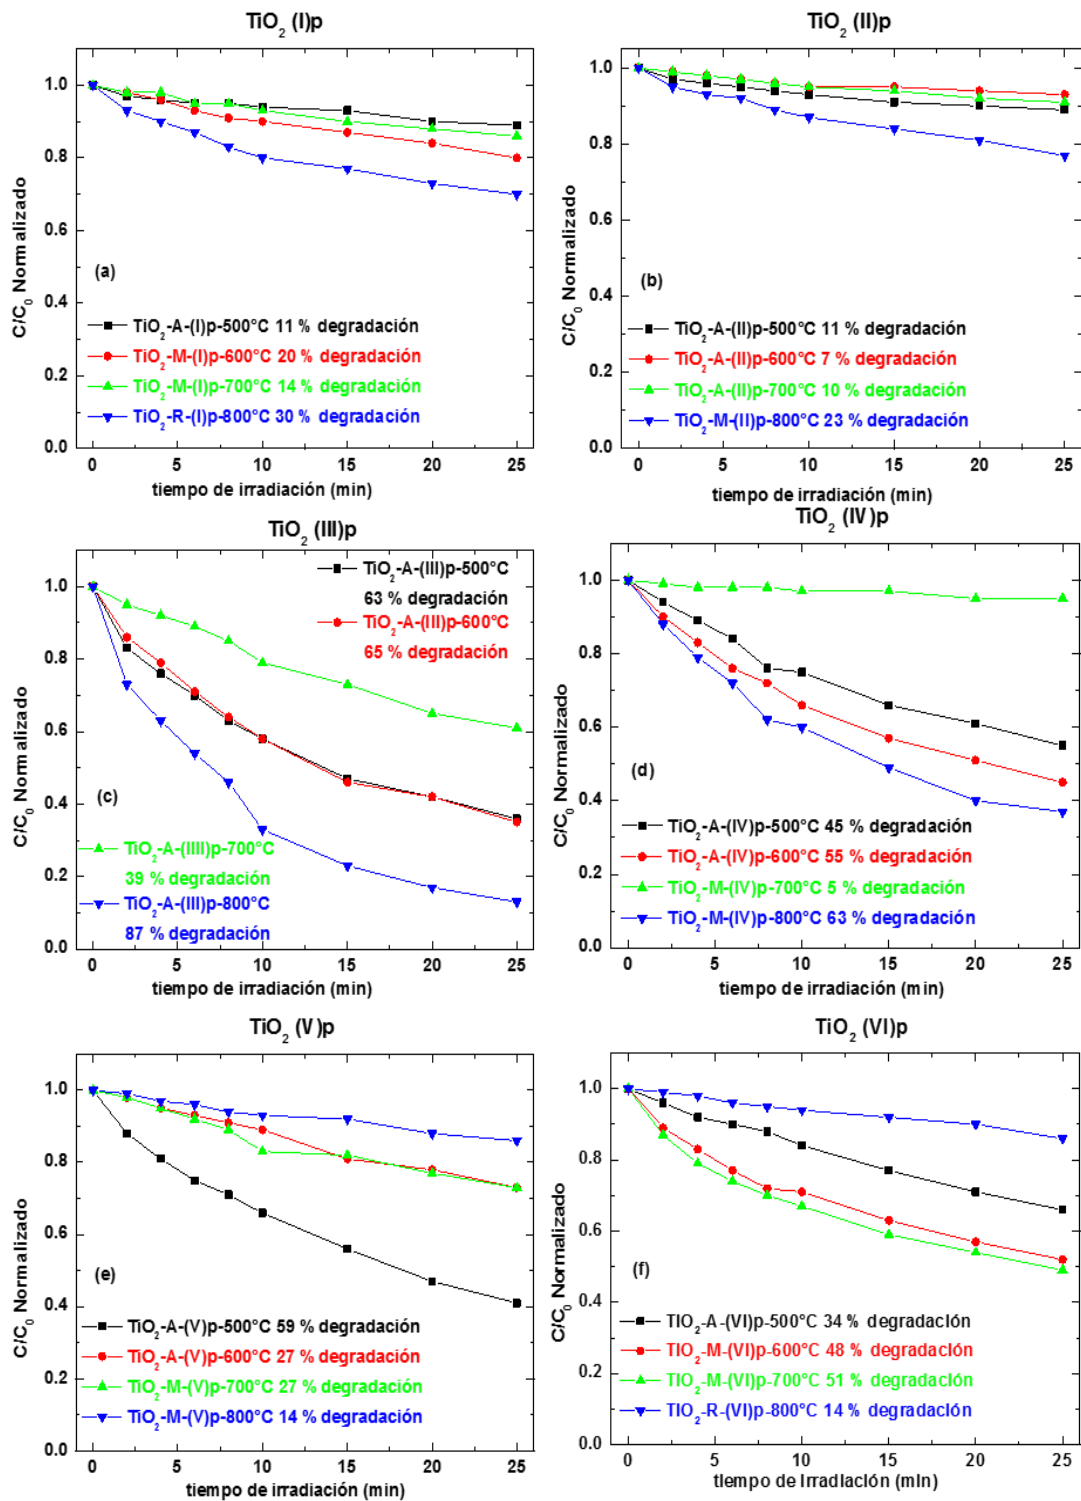 TiO2 (I)p
C/C0 Normalizado
1.0
0.8
0.6
0.4
0.2
0.0
(a)
TiO2-A-(I)p-500°C 11 % degradación
TiO2-M-(I)p-600°C 20 % degradación
TiO2-M-(I)p-700°C 14 % degradación
TiO2-R-(I)p-800°C 30 % degradación
0 5 10 15 20 25
tiempo de irradiación (min)
TiO2 (II)p
C/C0 Normalizado
1.0
0.8
0.6
0.4
0.2
0.0
(b)
TiO2-A-(II)p-500°C 11 % degradación
TiO2-A-(II)p-600°C 7 % degradación
TiO2-A-(II)p-700°C 10 % degradación
TiO2-M-(II)p-800°C 23 % degradación
0 5 10 15 20 25
tiempo de irradiación (min)
TiO2 (III)p
C/C0 Normalizado
1.0
0.8
0.6
0.4
0.2
0.0
TiO2-A-(III)p-500°C
63 % degradación
TiO2-A-(III)p-600°C
65 % degradación
(c)
TiO2-A-(IIII)p-700°C
39 % degradación
TiO2-A-(III)p-800°C
87 % degradación
0 5 10 15 20 25
tiempo de irradiación (min)
TiO2 (IV)p
C/C0 Normalizado
1.0
0.8
0.6
0.4
0.2
0.0
(d)
TiO2-A-(IV)p-500°C 45 % degradación
TiO2-A-(IV)p-600°C 55 % degradación
TiO2-M-(IV)p-700°C 5 % degradación
TiO2-M-(IV)p-800°C 63 % degradación
0 5 10 15 20 25
tiempo de irradiación (min)
TiO2 (V)p
C/C0 Normalizado
1.0
0.8
0.6
0.4
0.2
0.0
(e)
TiO2-A-(V)p-500°C 59 % degradación
TiO2-A-(V)p-600°C 27 % degradación
TiO2-M-(V)p-700°C 27 % degradación
TiO2-M-(V)p-800°C 14 % degradación
0 5 10 15 20 25
tiempo de irradiación (min)
TiO2 (VI)p
C/C0 Normalizado
1.0
0.8
0.6
0.4
0.2
0.0
(f)
TIO2-A-(VI)p-500°C 34 % degradación
TIO2-M-(VI)p-600°C 48 % degradación
TIO2-M-(VI)p-700°C 51 % degradación
TIO2-R-(VI)p-800°C 14 % degradación
0 5 10 15 20 25
tIempo de Irradiación (min)